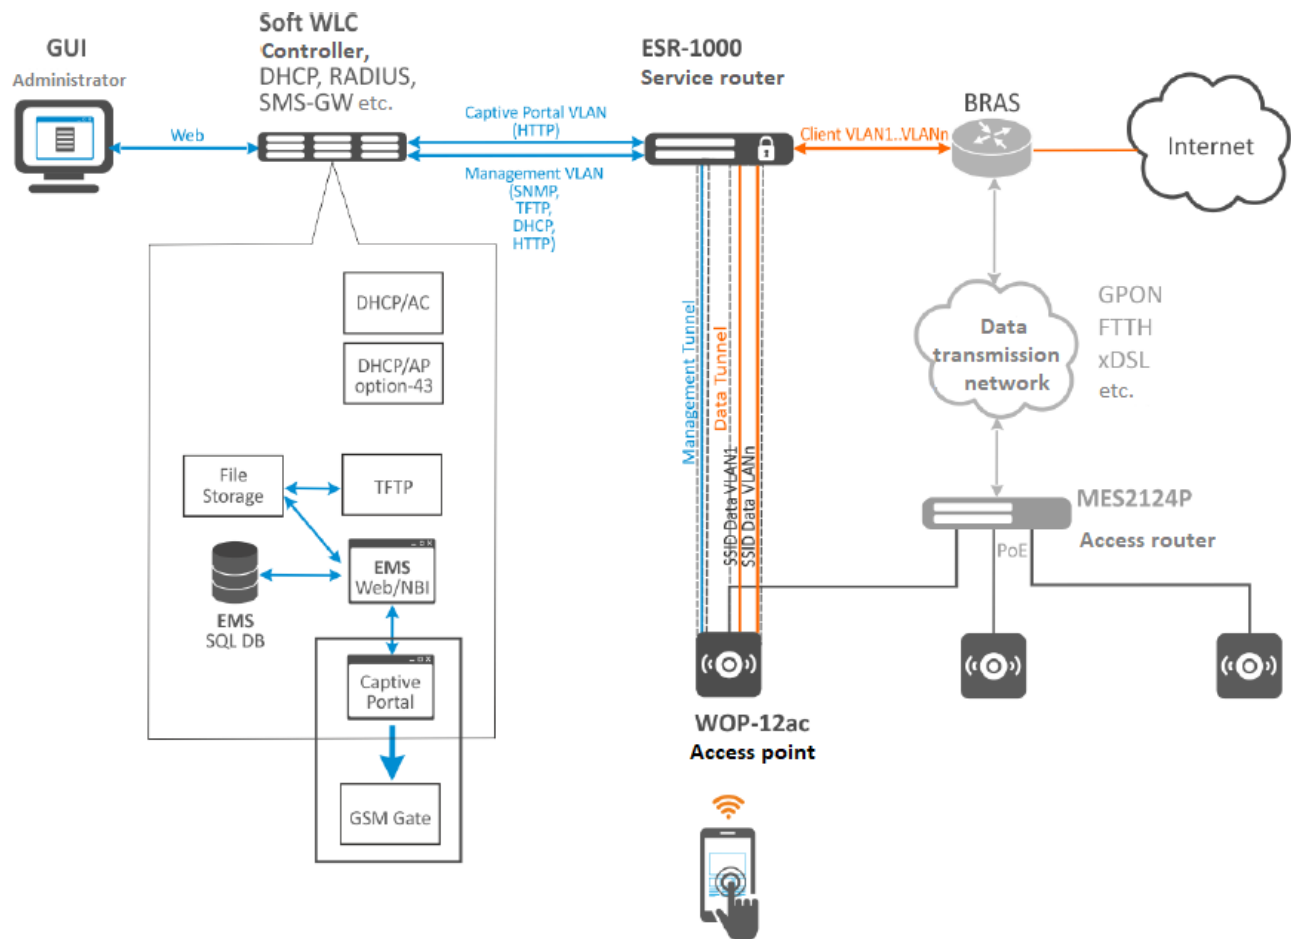 GUI
Administrator
Soft WLC
Controller,
DHCP, RADIUS,
SMS-GW etc.
Web
Captive Portal VLAN
(HTTP)
Management VLAN
(SNMP,
TFTP,
DHCP,
HTTP)
ESR-1000
Service router
Client VLAN1..VLANn
BRAS
Internet
DHCP/AC
DHCP/AP
option-43
File
Storage
TFTP
EMS
Web/NBI
EMS
SQL DB
Captive
Portal
GSM Gate
Management Tunnel
Data Tunnel
SSID Data VLAN1
SSID Data VLANn
Data
transmission
network
GPON
FTTH
xDSL
etc.
MES2124P
Access router
PoE
WOP-12ac
Access point